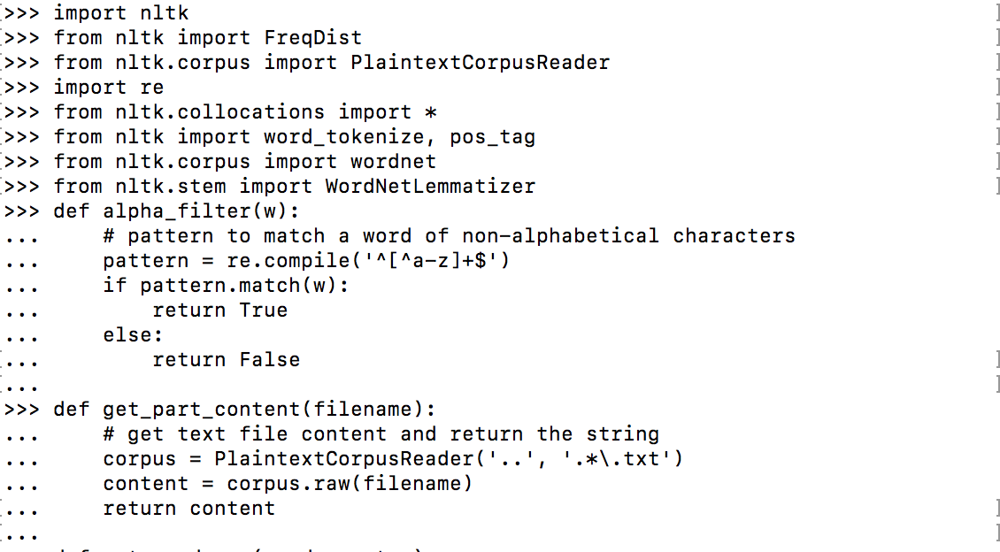 >>> import nltk
>>> from nltk import FreqDist
>>> from nltk.corpus import PlaintextCorpusReader
>>> import re
>>> from nltk.collocations import *
>>> from nltk import word_tokenize, pos_tag
>>> from nltk.corpus import wordnet
>>> from nltk.stem import WordNetLemmatizer
>>> def alpha_filter(w):
...     # pattern to match a word of non-alphabetical characters
...     pattern = re.compile('^[^a-z]+$')
...     if pattern.match(w):
...         return True
...     else:
...         return False
...
>>> def get_part_content(filename):
...     # get text file content and return the string
...     corpus = PlaintextCorpusReader('..', '.*\.txt')
...     content = corpus.raw(filename)
...     return content
...